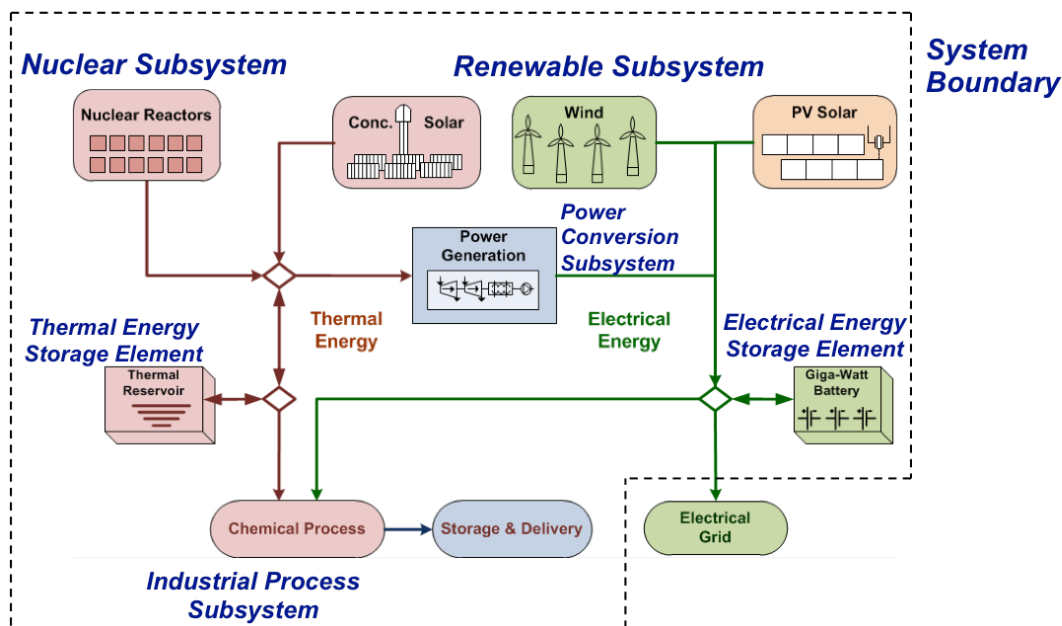 Nuclear Subsystem
Renewable Subsystem
System
Boundary
Nuclear Reactors
Conc. Solar
Wind
PV Solar
Power
Conversion
Subsystem
Power
Generation
Thermal
Energy
Electrical
Energy
Thermal Energy
Storage Element
Electrical Energy
Storage Element
Thermal
Reservoir
Giga-Watt
Battery
Chemical Process
Storage & Delivery
Electrical
Grid
Industrial Process
Subsystem